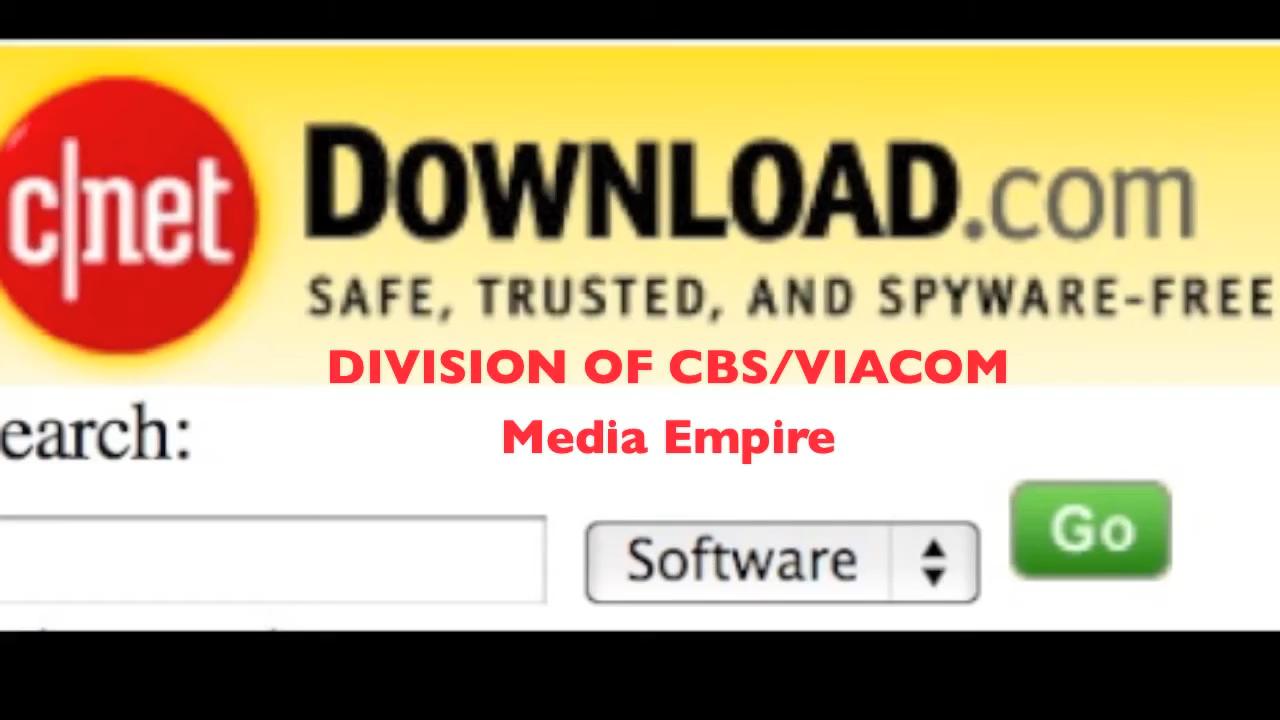 c|net
DOWNLOAD.com
SAFE, TRUSTED, AND SPYWARE-FREE
DIVISION OF CBS/VIACOM
earch:
Media Empire
Software
Go